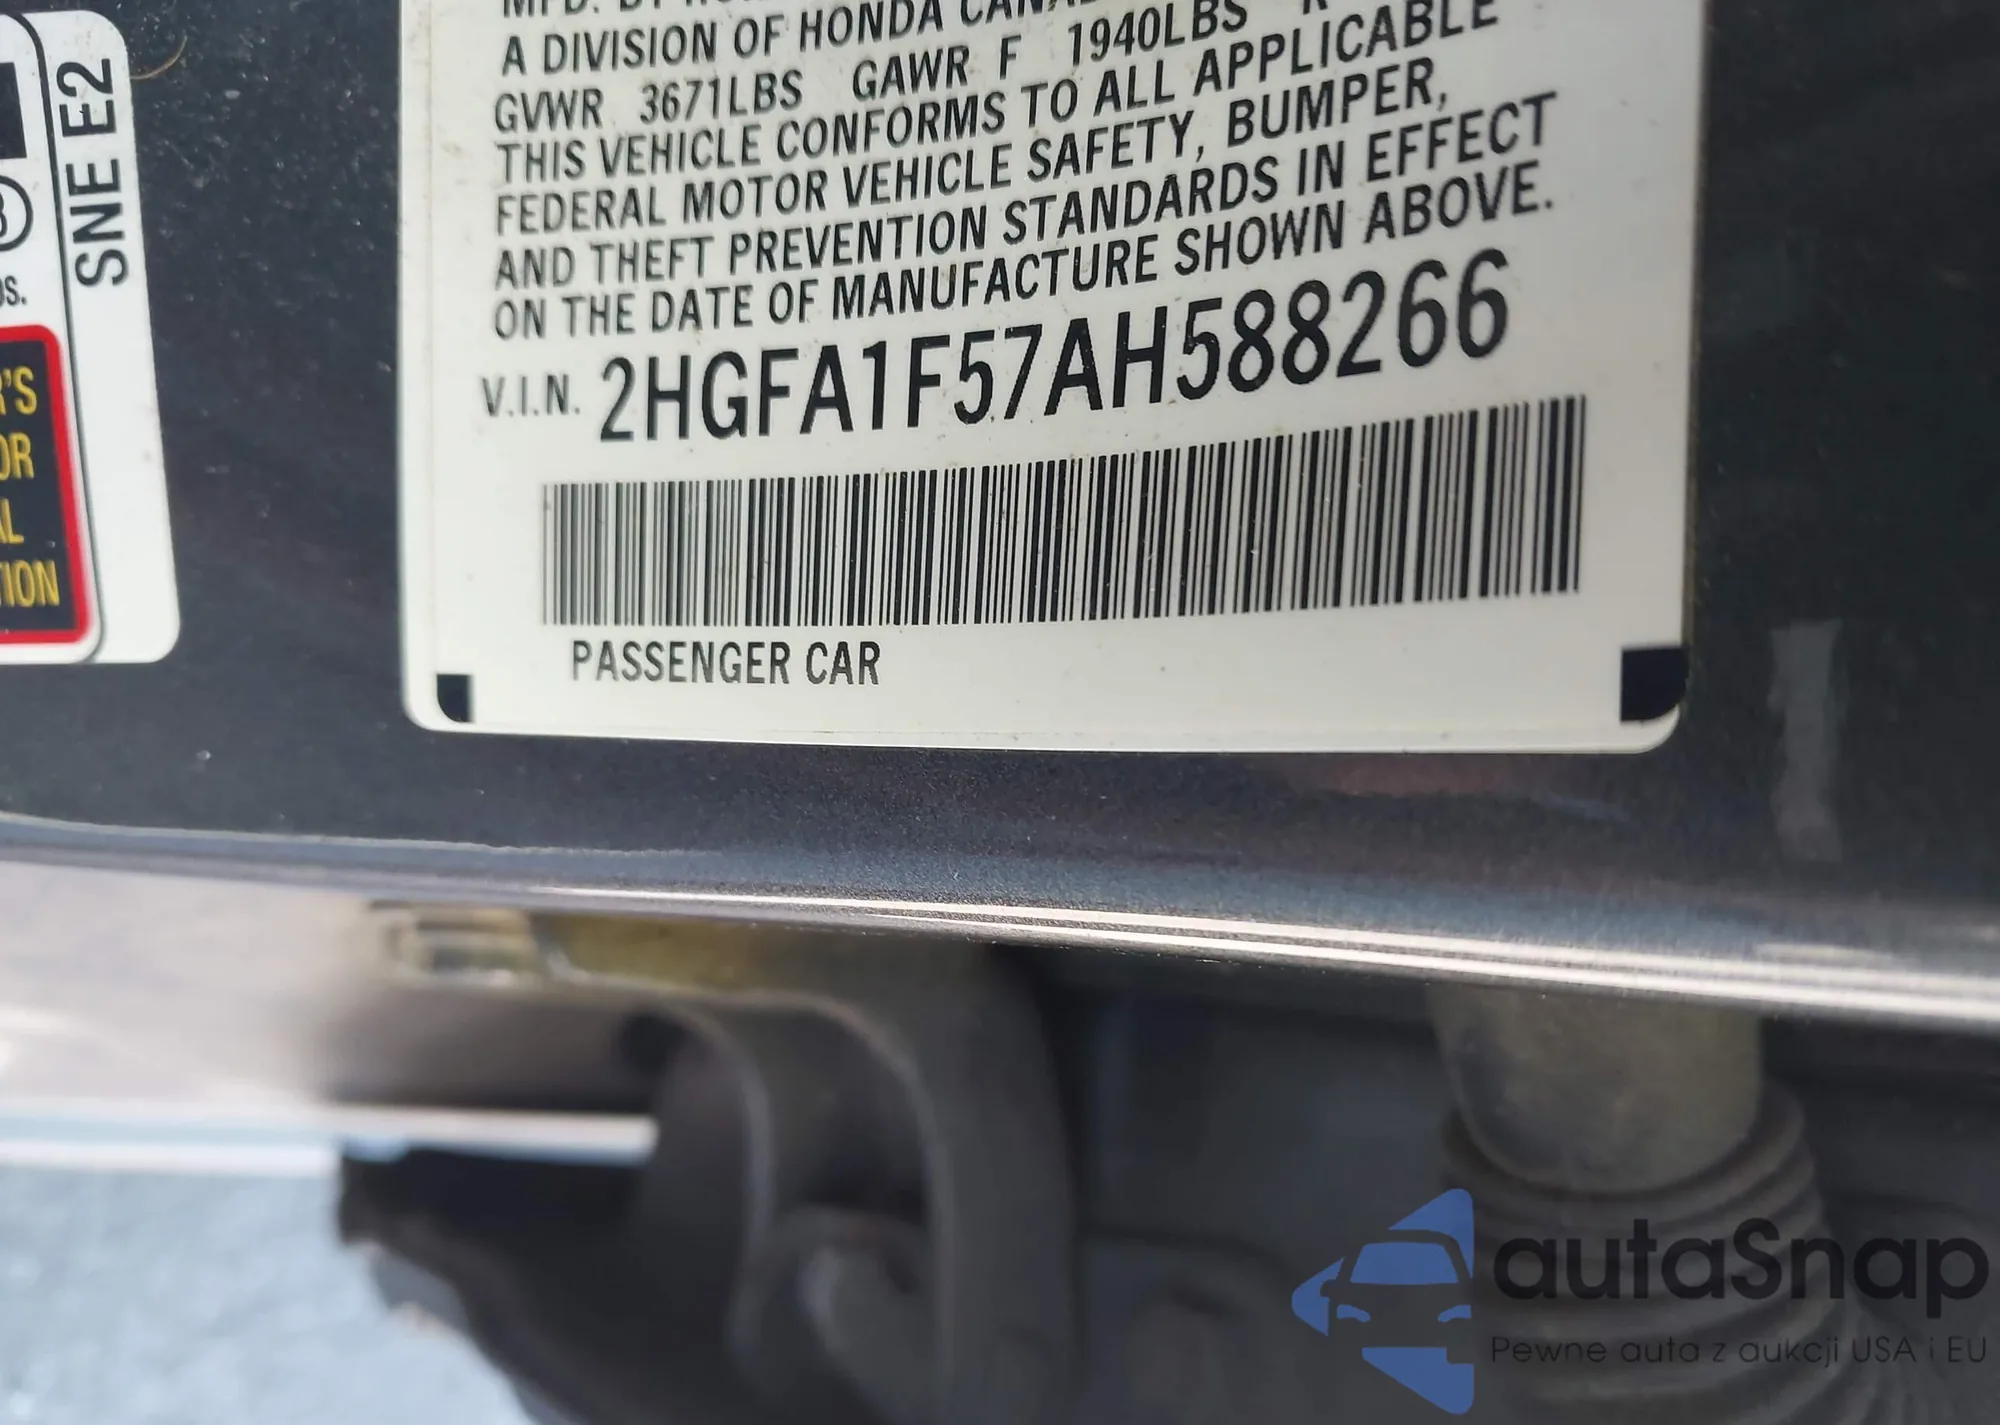 A DIVISION OF HONDA
GVWR 3671LBS GAWR F 1940LBS
THIS VEHICLE CONFORMS TO ALL APPLICABLE
FEDERAL MOTOR VEHICLE SAFETY, BUMPER,
AND THEFT PREVENTION STANDARDS IN EFFECT
ON THE DATE OF MANUFACTURE SHOWN ABOVE.
V.I.N. 2HGFA1F57AH588266
PASSENGER CAR
SNE E2
autaSnap
Pewne auta z aukcji USA i EU